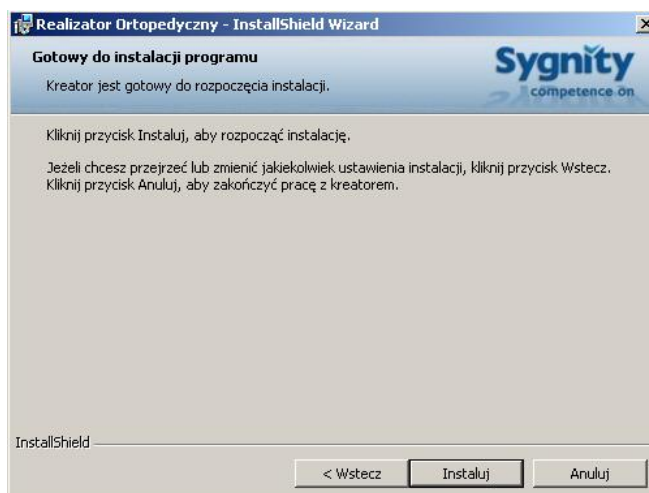 Realizator Ortopedyczny - InstallShield Wizard
Gotowy do instalacji programu
Kreator jest gotowy do rozpoczęcia instalacji.
Sygnity
competence on
Kliknij przycisk Instaluj, aby rozpocząć instalację.
Jeżeli chcesz przejrzeć lub zmienić jakiekolwiek ustawienia instalacji, kliknij przycisk Wstecz.
Kliknij przycisk Anuluj, aby zakończyć pracę z kreatorem.
InstallShield
< Wstecz
Instaluj
Anuluj